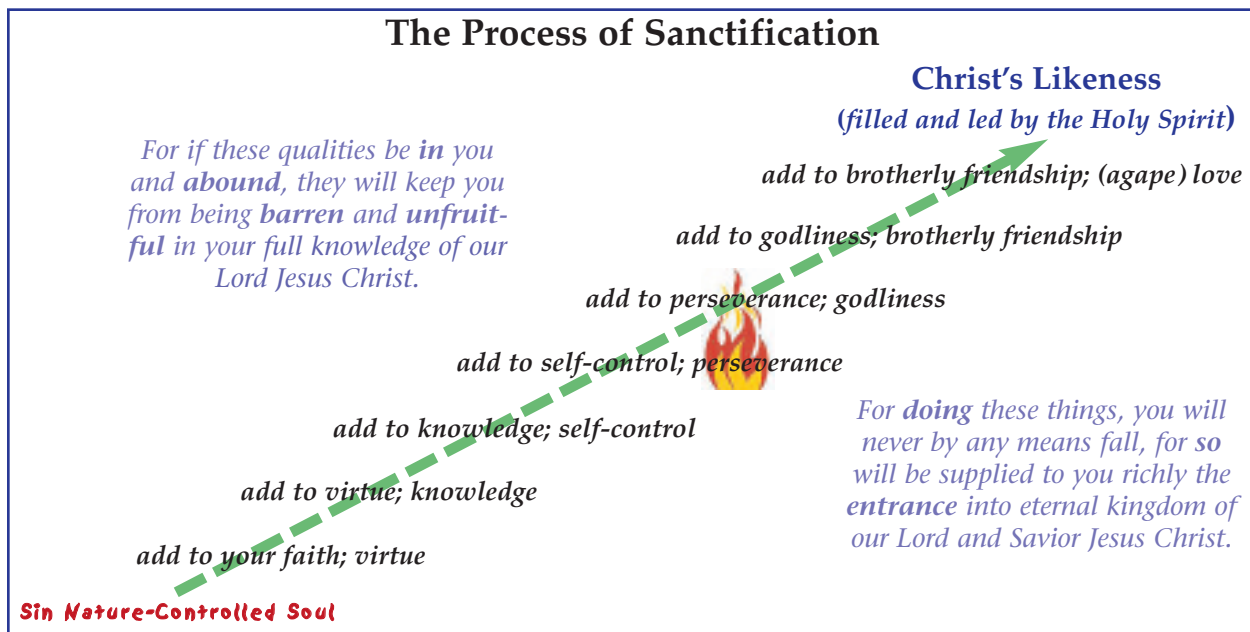 The Process of Sanctification
Christ's Likeness
(filled and led by the Holy Spirit)
For if these qualities be in you
and abound, they will keep you
from being barren and unfruit-
ful in your full knowledge of our
Lord Jesus Christ.
add to brotherly friendship; (agape) love
add to godliness; brotherly friendship
add to perseverance; godliness
add to self-control; perseverance
add to knowledge; self-control
add to virtue; knowledge
add to your faith; virtue
For doing these things, you will
never by any means fall, for so
will be supplied to you richly the
entrance into eternal kingdom of
our Lord and Savior Jesus Christ.
Sin Nature-Controlled Soul